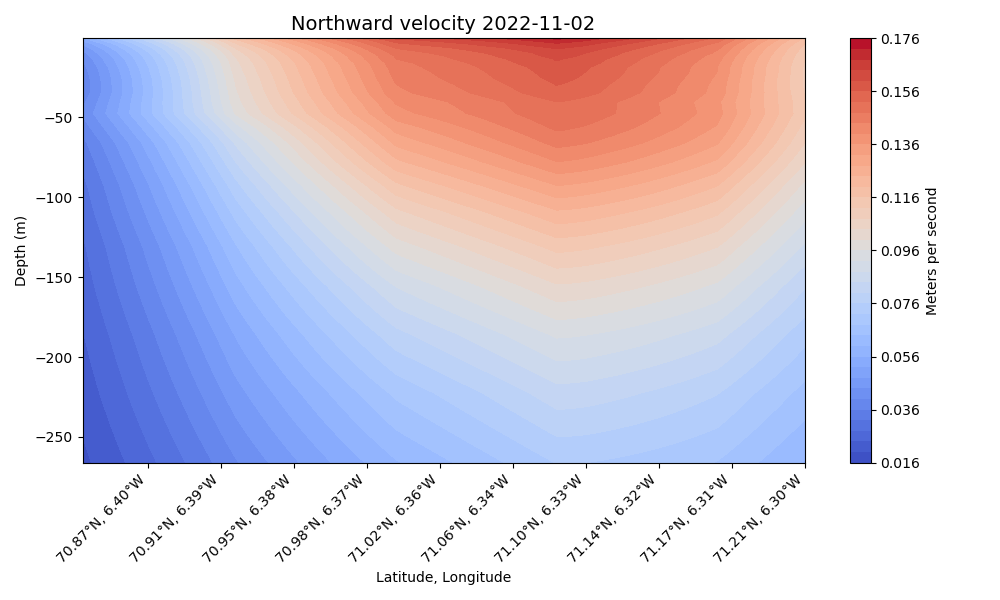 Northward velocity 2022-11-02
Depth (m)
−50
−100
−150
−200
−250
70.87°N, 6.40°W
70.91°N, 6.39°W
70.95°N, 6.38°W
70.98°N, 6.37°W
71.02°N, 6.36°W
71.06°N, 6.34°W
71.10°N, 6.33°W
71.14°N, 6.32°W
71.17°N, 6.31°W
71.21°N, 6.30°W
Latitude, Longitude
0.176
0.156
0.136
0.116
0.096
0.076
0.056
0.036
0.016
Meters per second